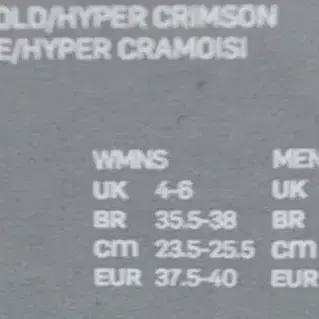 OLD/HYPER CRIMSON
E/HYPER CRAMOISI
WMNS MEN
UK 4-6 UK
BR 35.5-38 BR
cm 23.5-25.5 cm
EUR 37.5-40 EUR